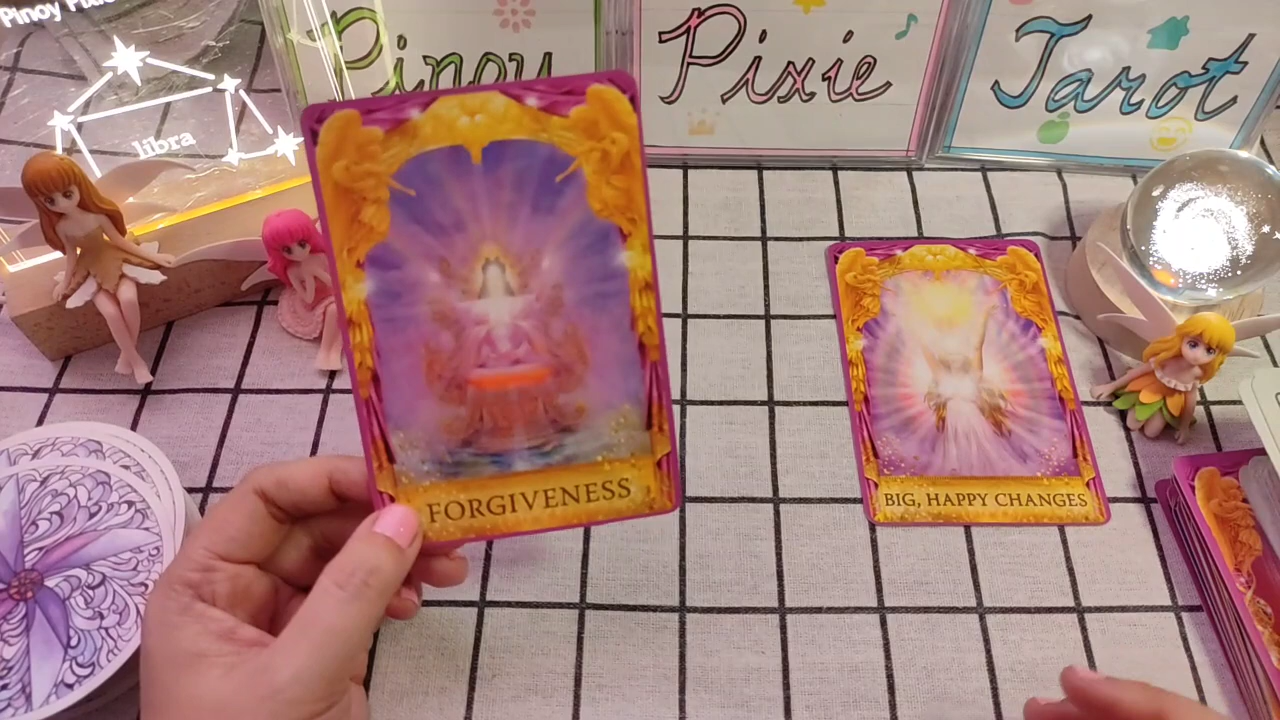 Pinoy Pixie
libra
Pinoy
Pixie
Tarot
FORGIVENESS
BIG, HAPPY CHANGES